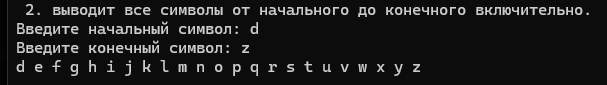 2. выводит все символы от начального до конечного включительно.
Введите начальный символ: d
Введите конечный символ: z
d e f g h i j k l m n o p q r s t u v w x y z